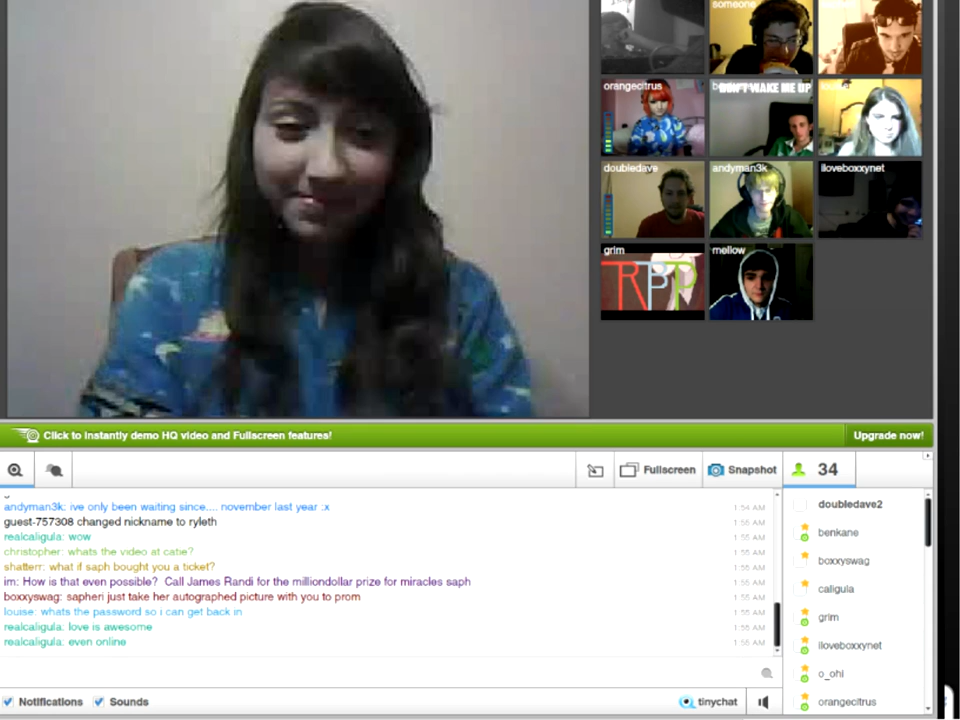 someone
orangecitrus
DON'T WAKE ME UP
doubledave
andyman3k
iloveboxxynet
grim
TRBPP
mellow
Click to instantly demo HQ video and Fullscreen features!
Upgrade now!
Fullscreen
Snapshot
34
andyman3k: ive only been waiting since.... november last year :x
1:54 AM
guest-757308 changed nickname to ryleth
realcaligula: wow
1:55 AM
christopher: whats the video at catie?
1:55 AM
shatterr: what if saph bought you a ticket?
1:55 AM
im: How is that even possible?  Call James Randi for the milliondollar prize for miracles saph
1:55 AM
boxxyswag: sapheri just take her autographed picture with you to prom
1:55 AM
louise: whats the password so i can get back in
1:55 AM
realcaligula: love is awesome
1:55 AM
realcaligula: even online
1:55 AM
doubledave2
benkane
boxxyswag
caligula
grim
iloveboxxynet
o_ohi
orangecitrus
Notifications
Sounds
tinychat